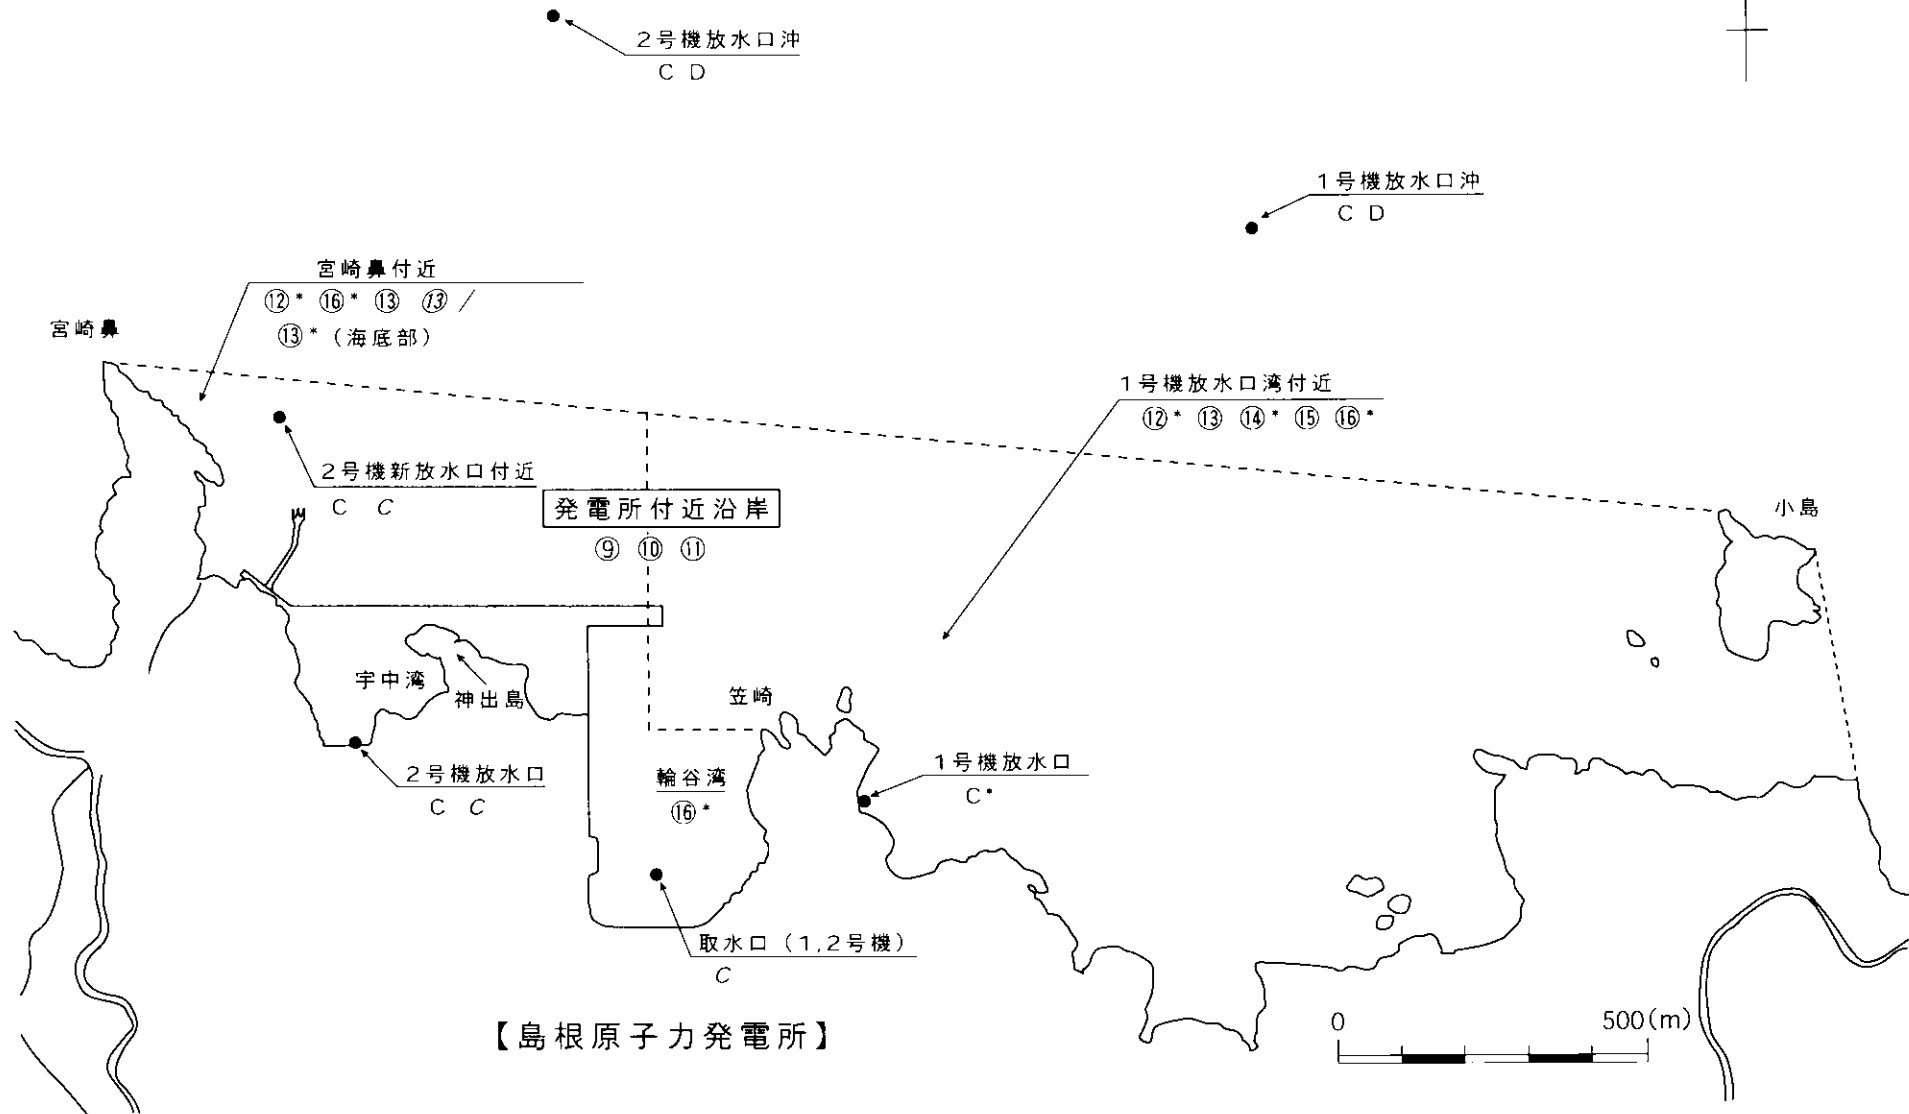 2号機放水口沖
C D
1号機放水口沖
C D
宮崎鼻付近
⑫* ⑯* ⑬ ⑬ /
⑬*（海底部）
宮崎鼻
1号機放水口湾付近
⑫* ⑬ ⑭* ⑮ ⑯*
2号機新放水口付近
C C
発電所付近沿岸
⑨ ⑩ ⑪
小島
宇中湾
神出島
笠崎
2号機放水口
C C
輪谷湾
⑯*
1号機放水口
C*
取水口（1,2号機）
C
【島根原子力発電所】
0 500(m)